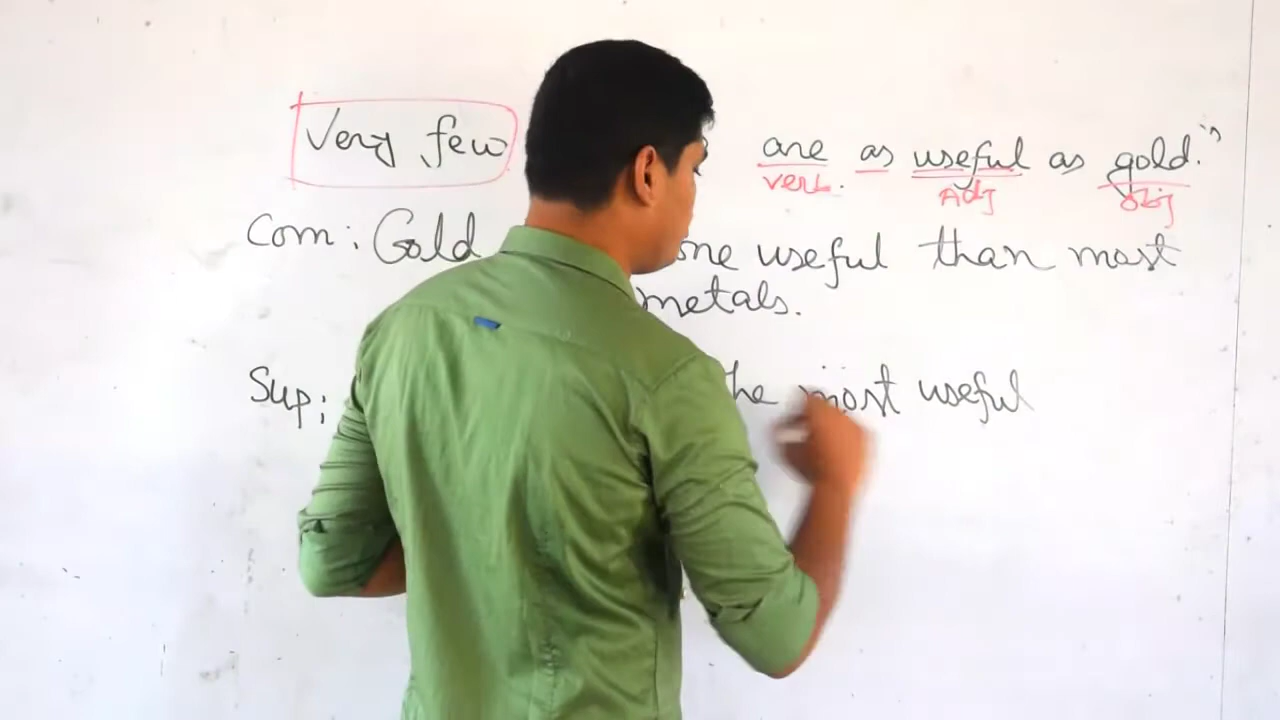 Very few are as useful as gold."
verb. Adj obj
Com: Gold useful than most
metals.
Sup: the most useful